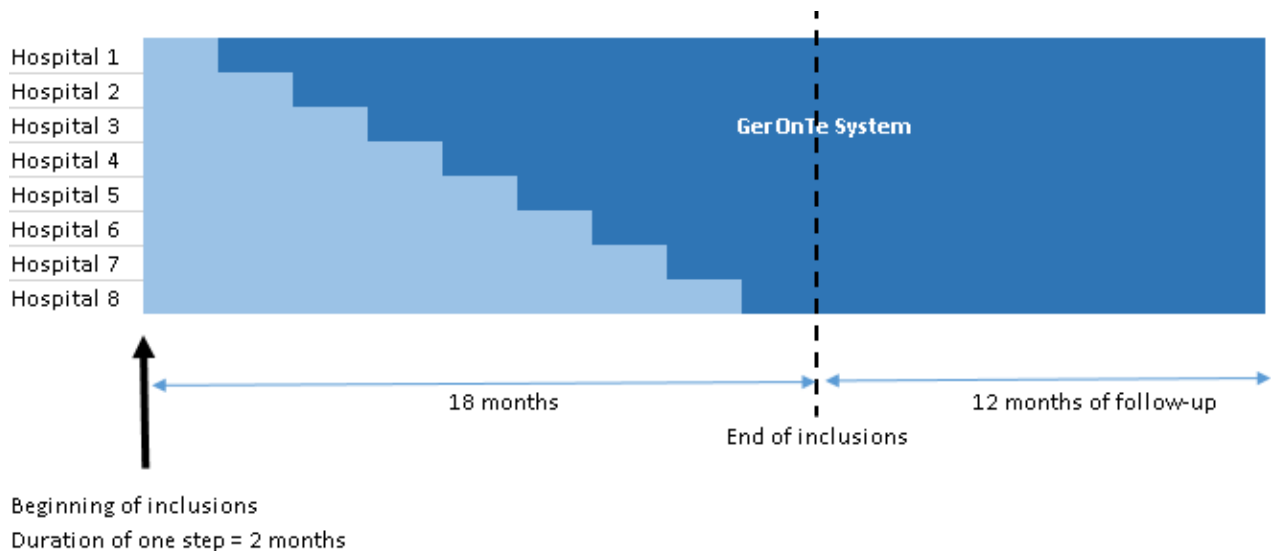 Hospital 1
Hospital 2
Hospital 3
GerOnTe System
Hospital 4
Hospital 5
Hospital 6
Hospital 7
Hospital 8
18 months
12 months of follow-up
End of inclusions
Beginning of inclusions
Duration of one step = 2 months